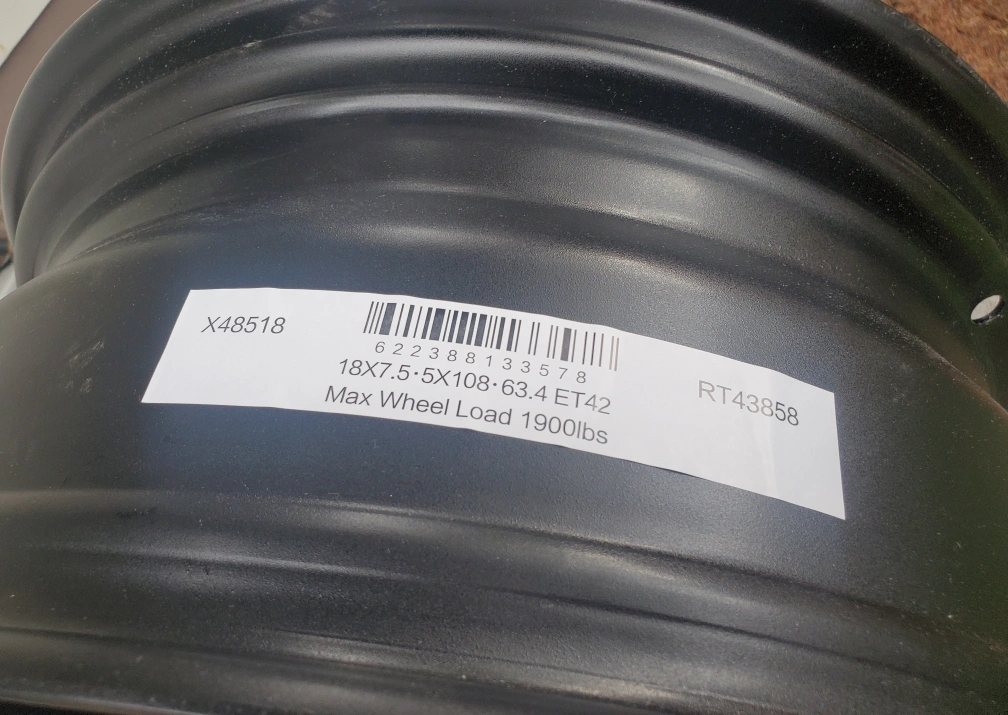 X48518
622388133578
18X7.5·5X108·63.4 ET42
Max Wheel Load 1900lbs
RT43858